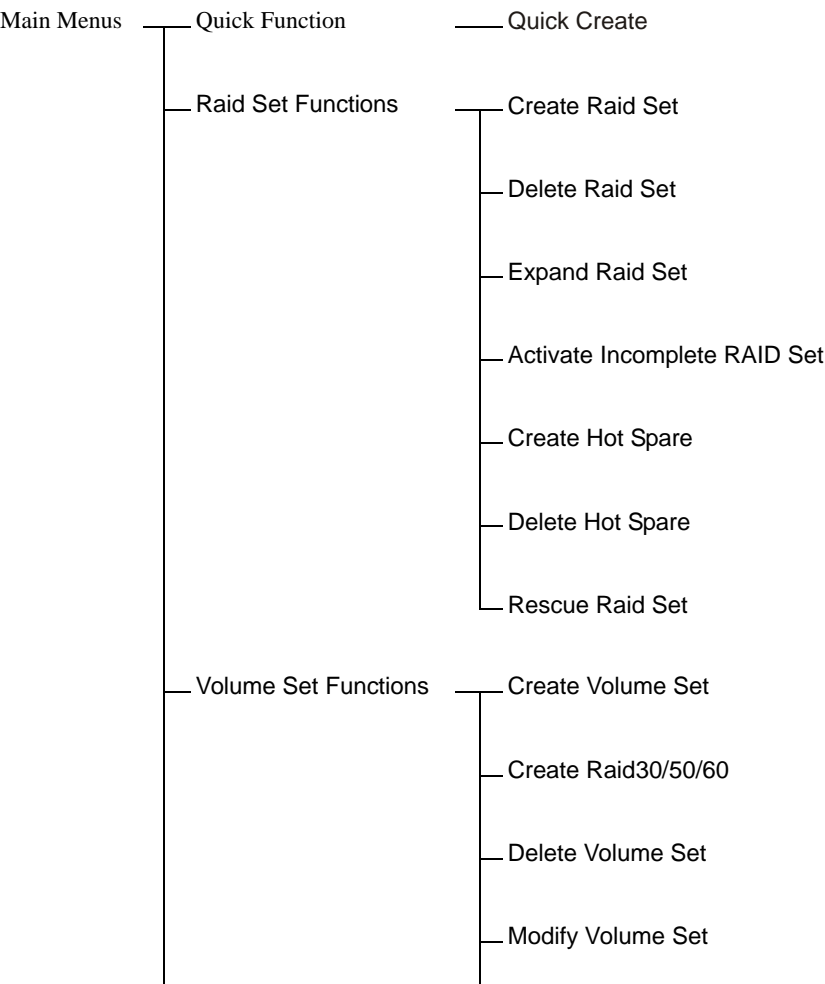 Main Menus Quick Function Quick Create
Raid Set Functions Create Raid Set
Delete Raid Set
Expand Raid Set
Activate Incomplete RAID Set
Create Hot Spare
Delete Hot Spare
Rescue Raid Set
Volume Set Functions Create Volume Set
Create Raid30/50/60
Delete Volume Set
Modify Volume Set